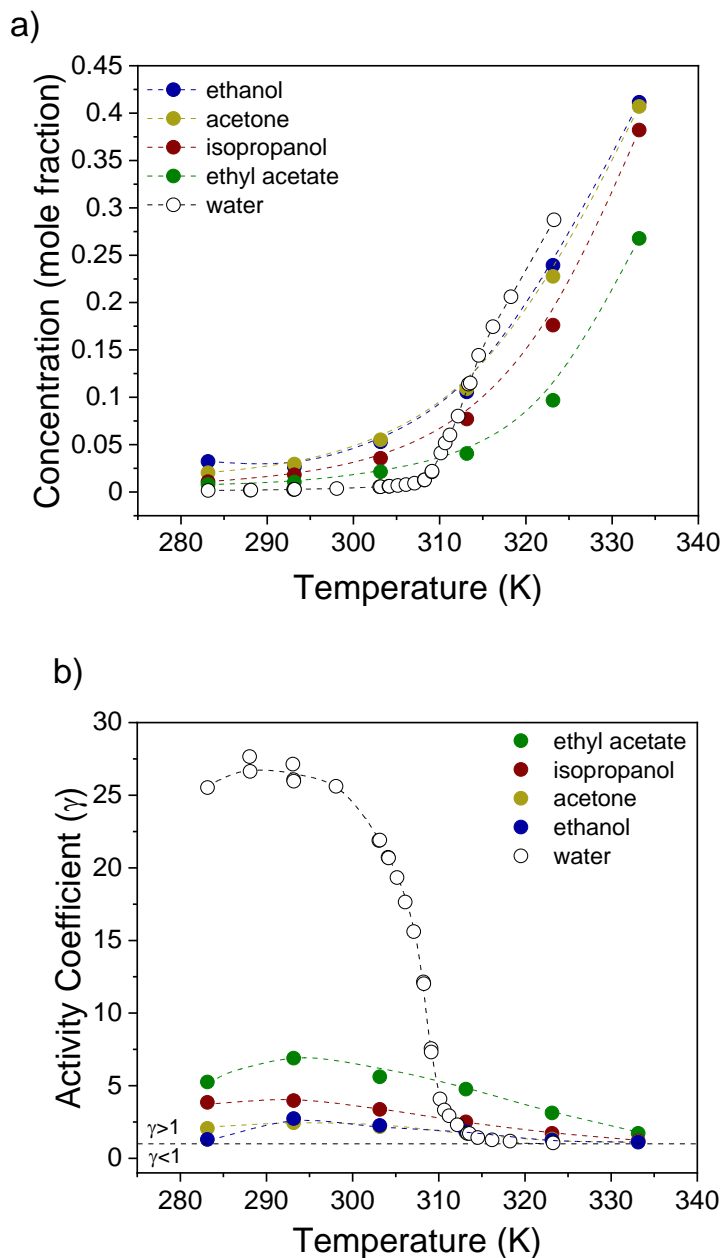 a)
Concentration (mole fraction)
0.45
0.4
0.35
0.3
0.25
0.2
0.15
0.1
0.05
0
ethanol
acetone
isopropanol
ethyl acetate
water
280 290 300 310 320 330 340
Temperature (K)
b)
Activity Coefficient (γ)
30
25
20
15
10
5
0
ethyl acetate
isopropanol
acetone
ethanol
water
γ>1
γ<1
280 290 300 310 320 330 340
Temperature (K)